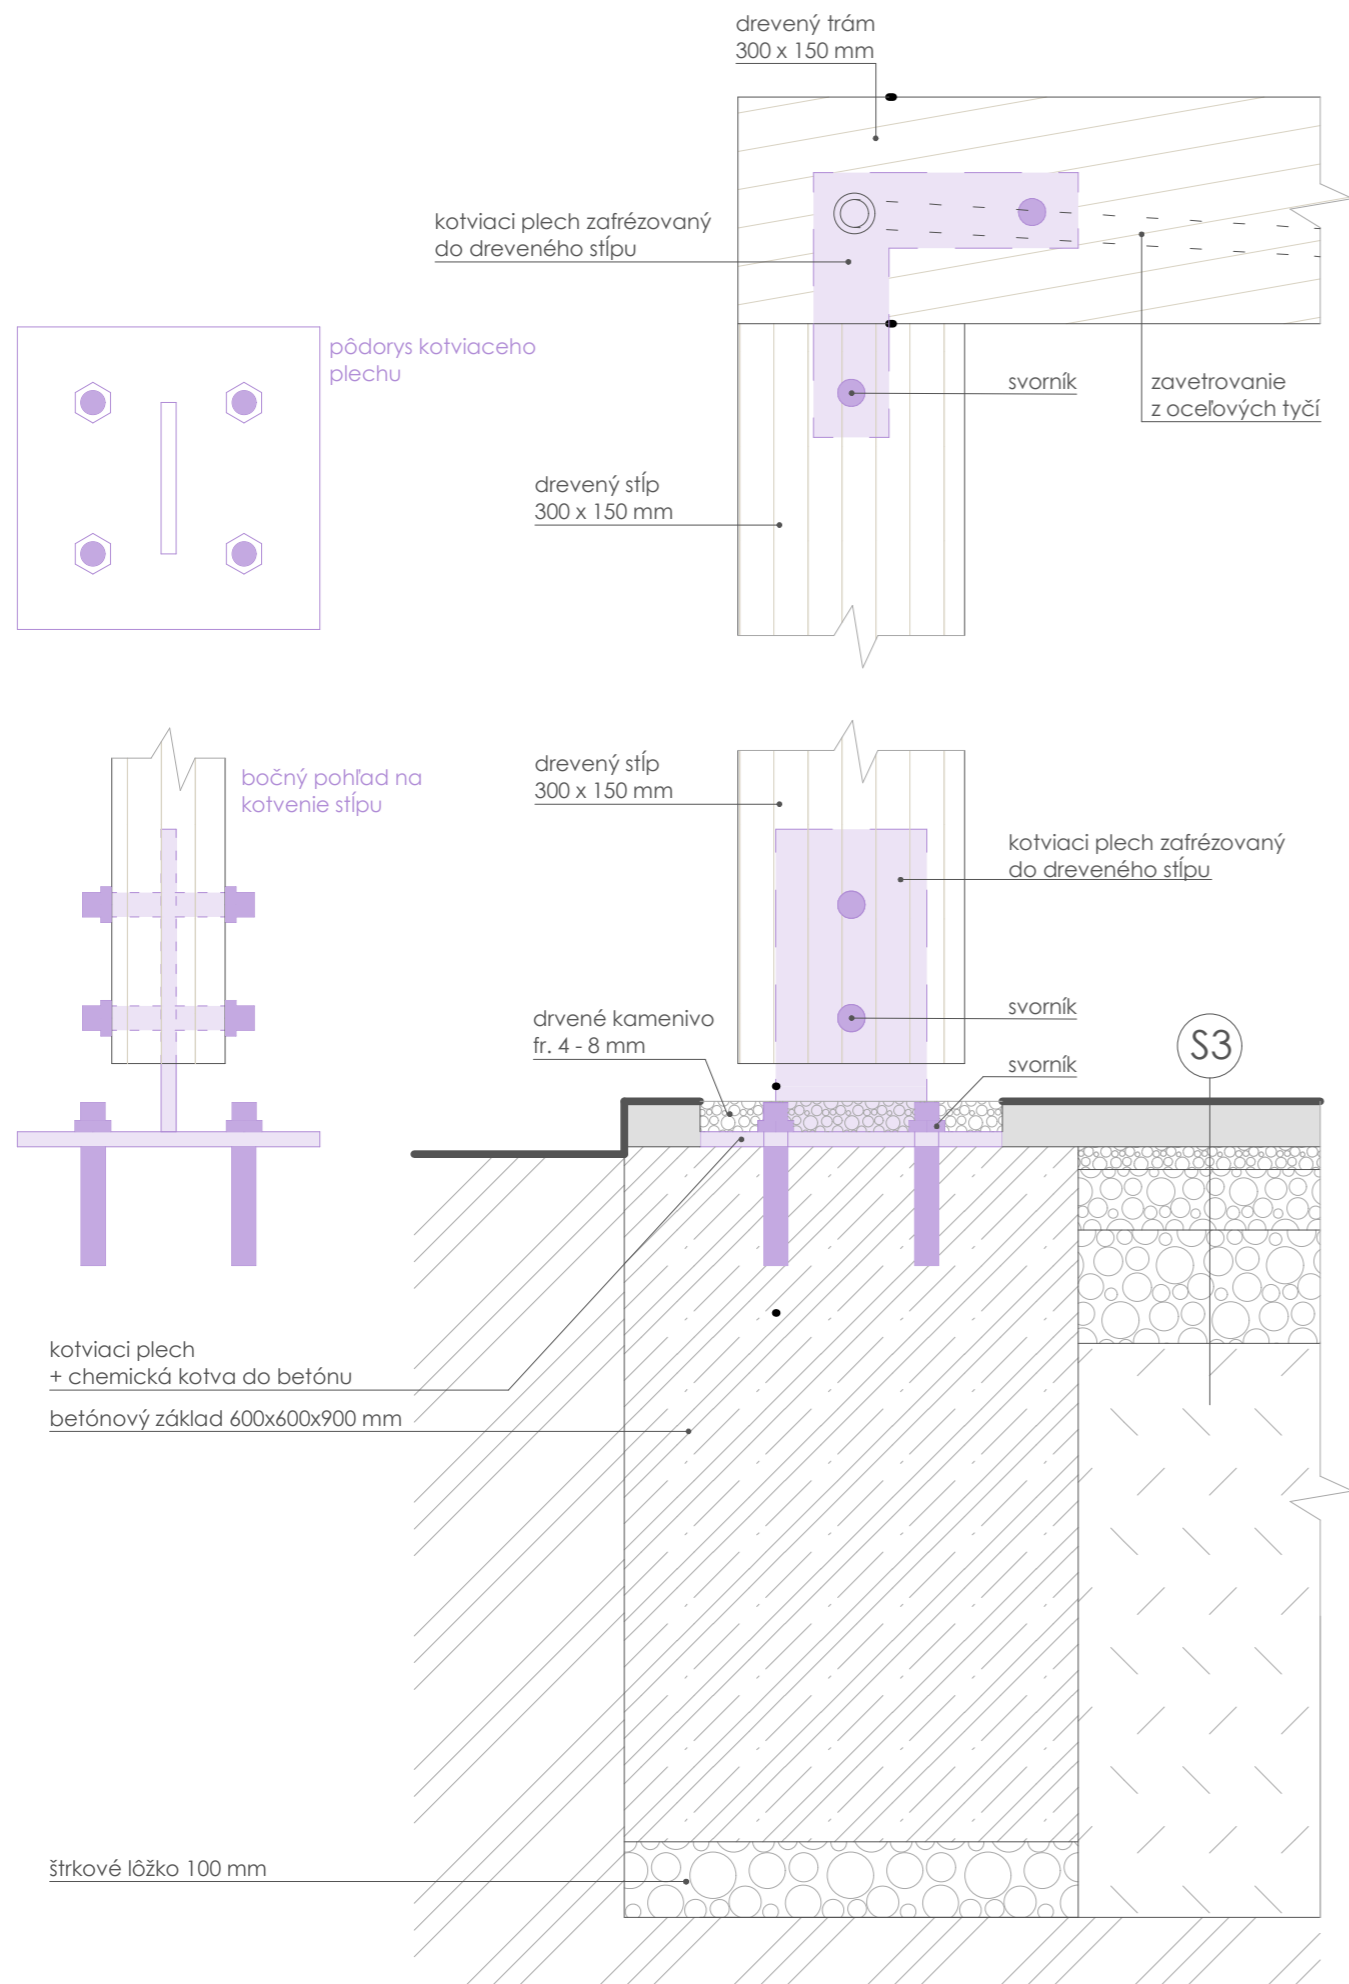 drevený trám
300 x 150 mm
kotviaci plech zafrézovaný
do dreveného stĺpu
pôdorys kotviaceho
plechu
svorník
zavetrovanie
z oceľových tyčí
drevený stĺp
300 x 150 mm
bočný pohľad na
kotvenie stĺpu
drevený stĺp
300 x 150 mm
kotviaci plech zafrézovaný
do dreveného stĺpu
drvené kamenivo
fr. 4 - 8 mm
svorník
svorník
S3
kotviaci plech
+ chemická kotva do betónu
betónový základ 600x600x900 mm
štrkové lôžko 100 mm